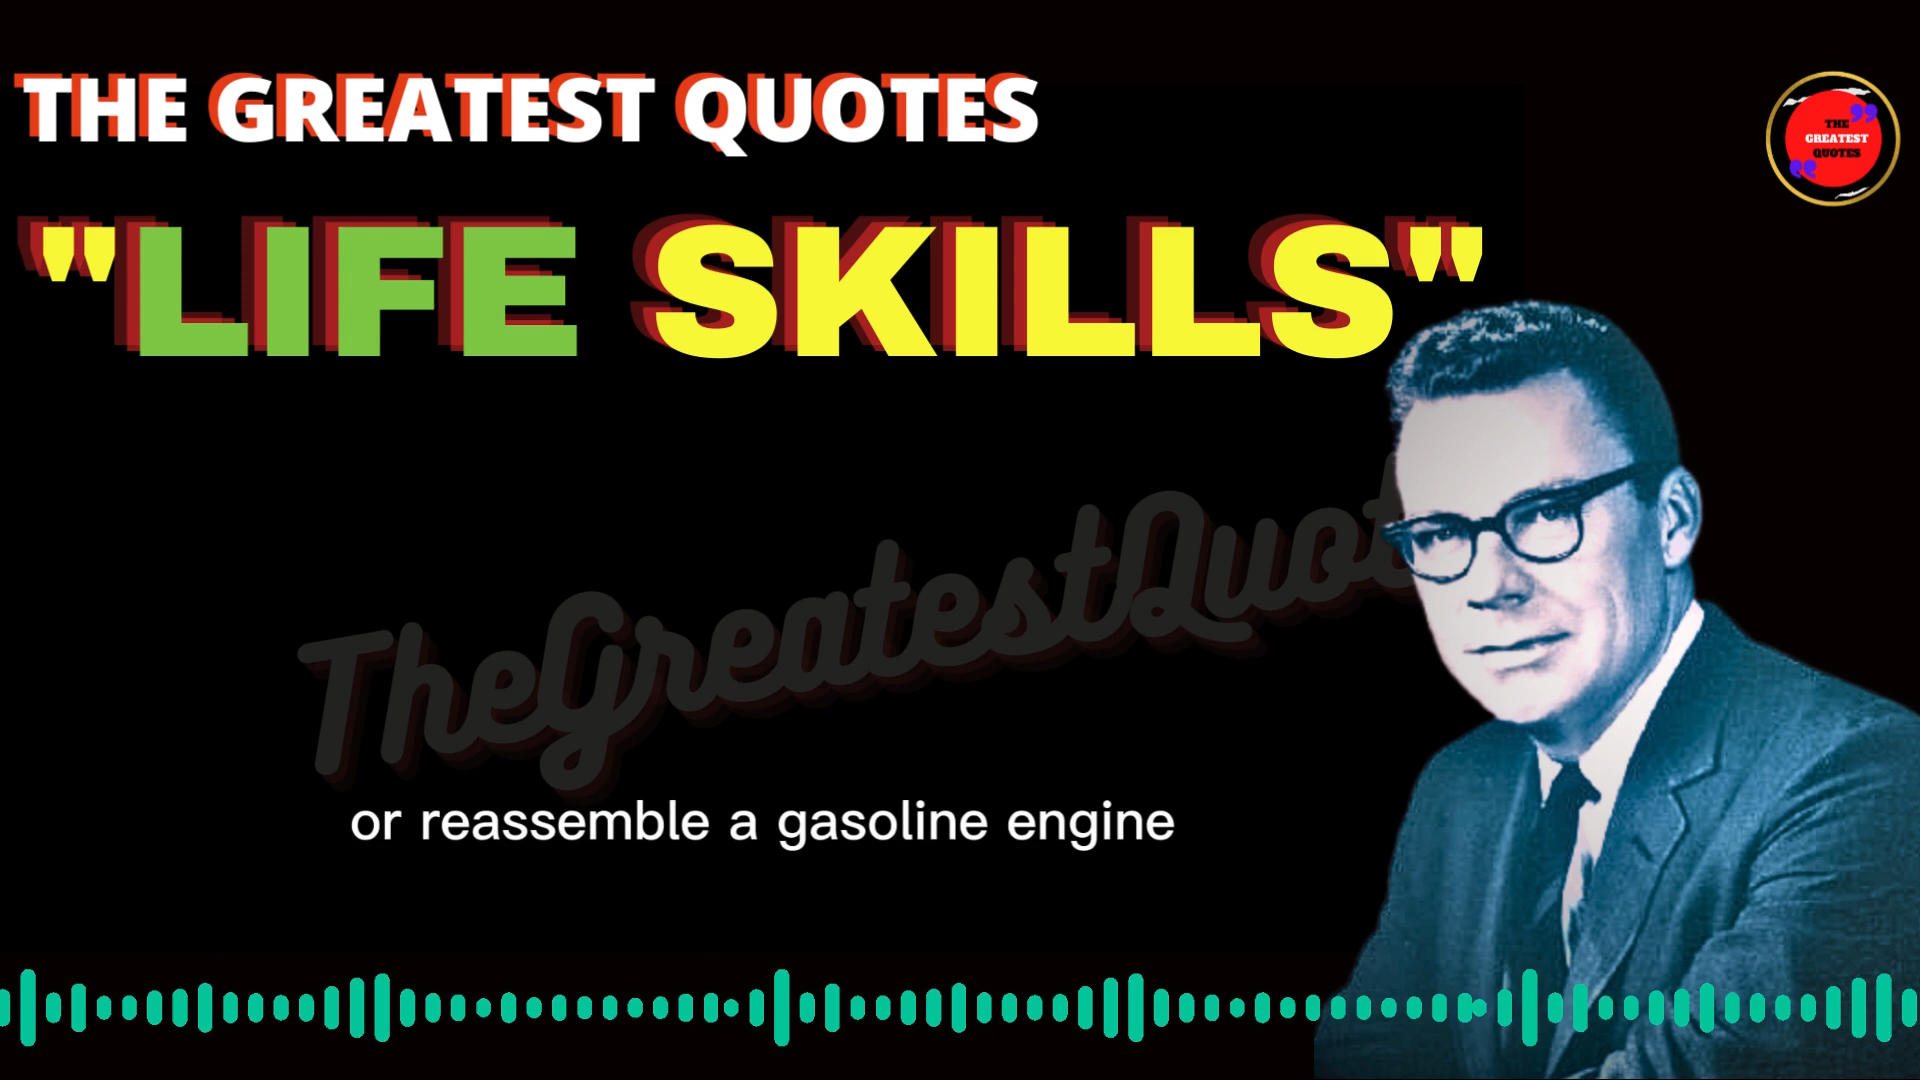 THE GREATEST QUOTES
THE
GREATEST
QUOTES
"LIFE SKILLS"
TheGreatestQuot
or reassemble a gasoline engine